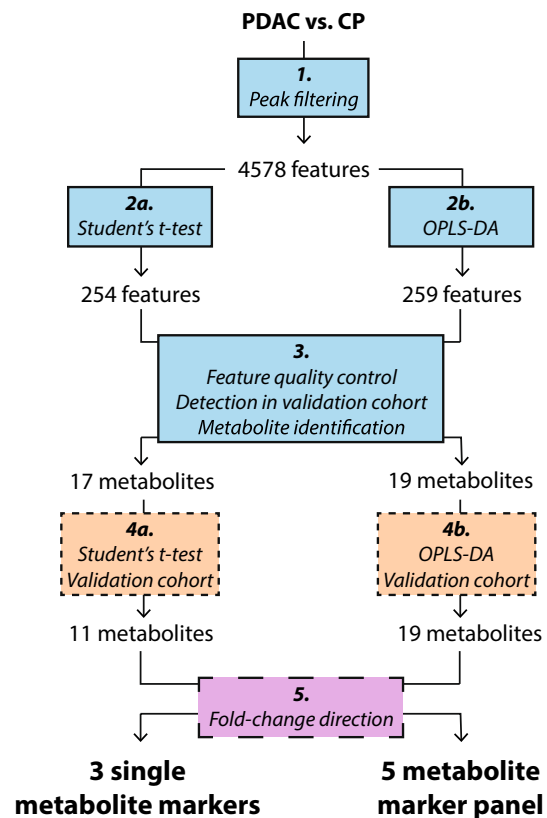 PDAC vs. CP
1.
Peak filtering
4578 features
2a.
Student's t-test
2b.
OPLS-DA
254 features
259 features
3.
Feature quality control
Detection in validation cohort
Metabolite identification
17 metabolites
19 metabolites
4a.
Student's t-test
Validation cohort
4b.
OPLS-DA
Validation cohort
11 metabolites
19 metabolites
5.
Fold-change direction
3 single
metabolite markers
5 metabolite
marker panel